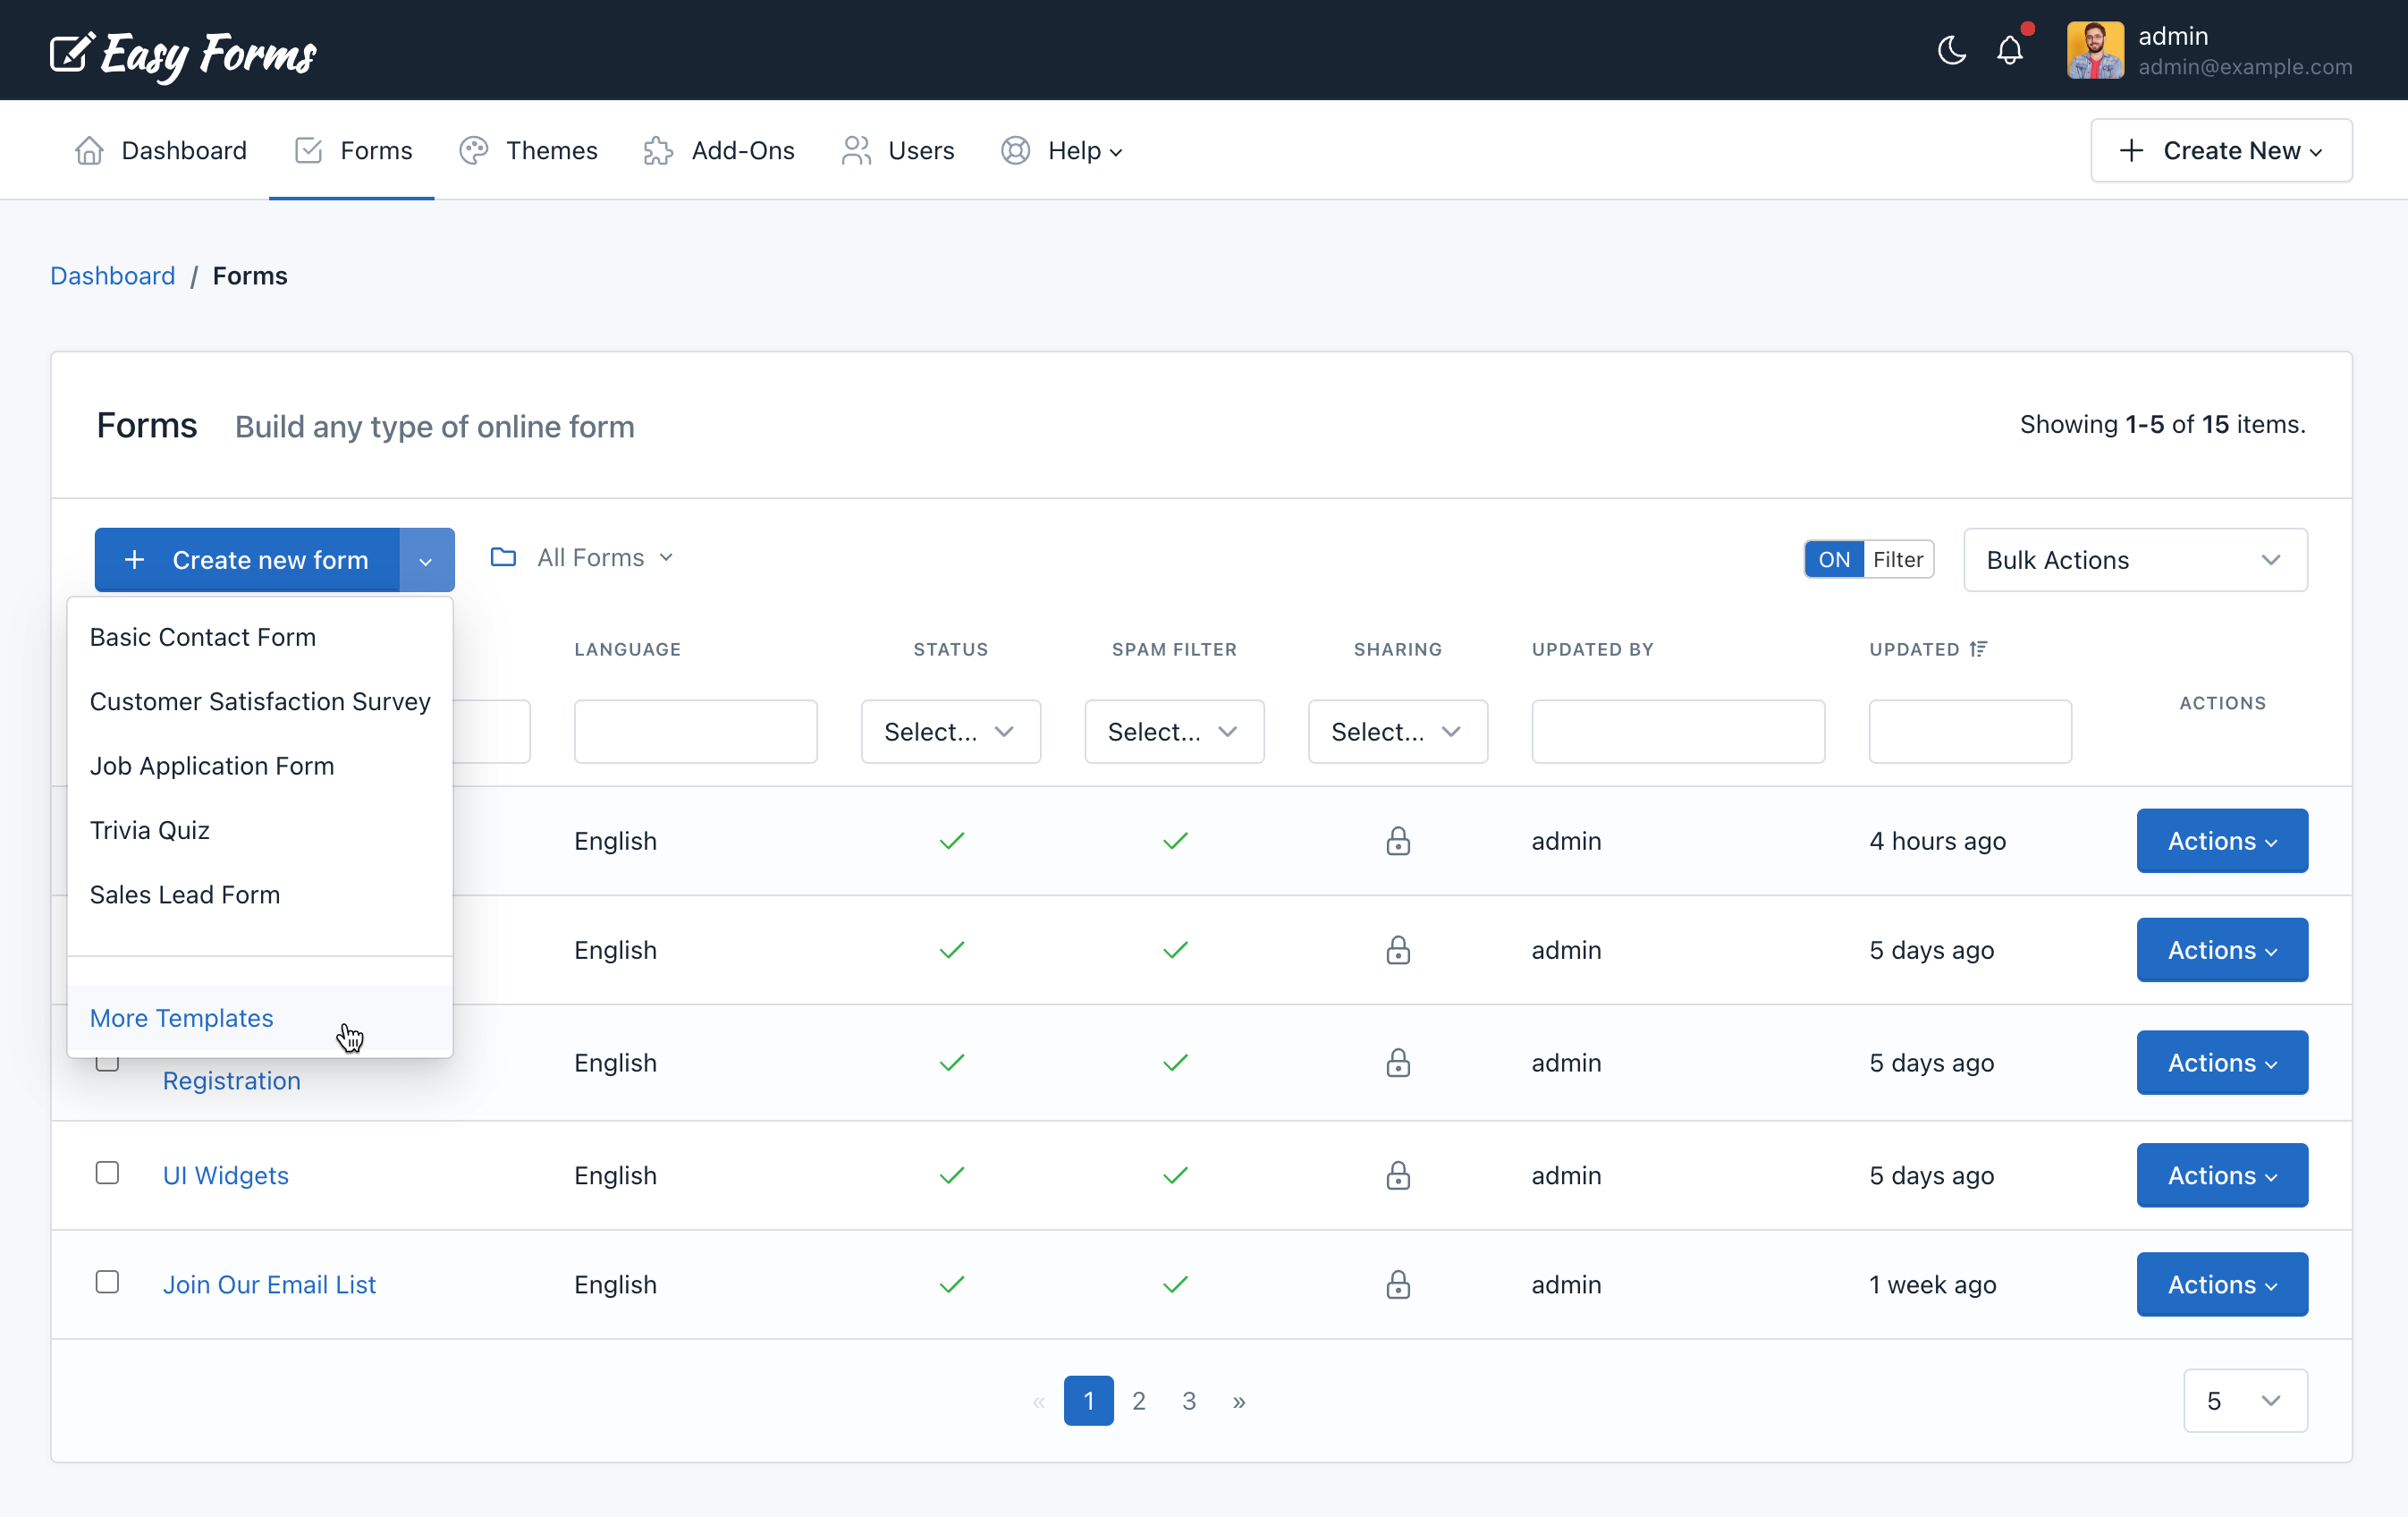 Easy Forms
admin
admin@example.com
Dashboard Forms Themes Add-Ons Users Help
Create New
Dashboard / Forms
Forms Build any type of online form
Showing 1-5 of 15 items.
Create new form
All Forms
ON Filter
Bulk Actions
Basic Contact Form
Customer Satisfaction Survey
Job Application Form
Trivia Quiz
Sales Lead Form
More Templates
LANGUAGE STATUS SPAM FILTER SHARING UPDATED BY UPDATED ACTIONS
Select... Select... Select...
English admin 4 hours ago Actions
English admin 5 days ago Actions
Registration English admin 5 days ago Actions
UI Widgets English admin 5 days ago Actions
Join Our Email List English admin 1 week ago Actions
« 1 2 3 »
5